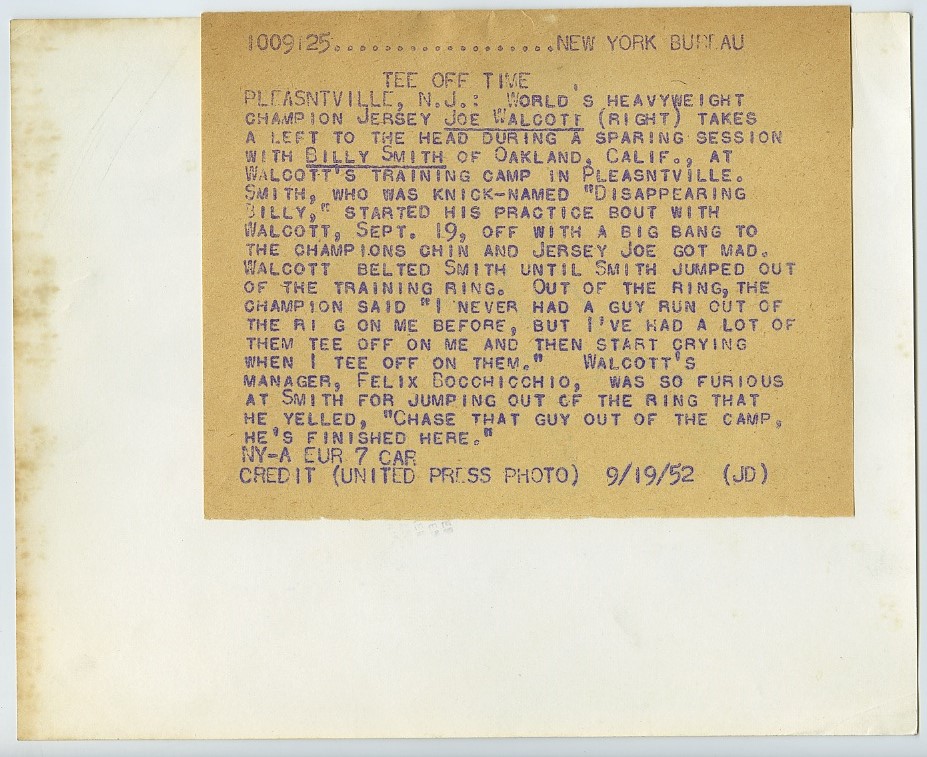 1009125...................NEW YORK BUREAU
TEE OFF TIME
PLEASNTVILLE, N.J.: WORLD'S HEAVYWEIGHT
CHAMPION JERSEY JOE WALCOTT (RIGHT) TAKES
A LEFT TO THE HEAD DURING A SPARING SESSION
WITH BILLY SMITH OF OAKLAND, CALIF., AT
WALCOTT'S TRAINING CAMP IN PLEASNTVILLE.
SMITH, WHO WAS KNICK-NAMED "DISAPPEARING
BILLY," STARTED HIS PRACTICE BOUT WITH
WALCOTT, SEPT. 19, OFF WITH A BIG BANG TO
THE CHAMPIONS CHIN AND JERSEY JOE GOT MAD.
WALCOTT BELTED SMITH UNTIL SMITH JUMPED OUT
OF THE TRAINING RING. OUT OF THE RING, THE
CHAMPION SAID "I NEVER HAD A GUY RUN OUT OF
THE RI G ON ME BEFORE, BUT I'VE HAD A LOT OF
THEM TEE OFF ON ME AND THEN START CRYING
WHEN I TEE OFF ON THEM." WALCOTT'S
MANAGER, FELIX BOCCHICCHIO, WAS SO FURIOUS
AT SMITH FOR JUMPING OUT OF THE RING THAT
HE YELLED, "CHASE THAT GUY OUT OF THE CAMP,
HE'S FINISHED HERE."
NY-A EUR 7 CAR
CREDIT (UNITED PRESS PHOTO) 9/19/52 (JD)